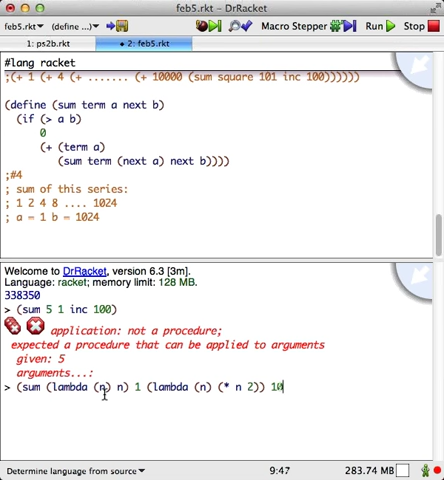 feb5.rkt - DrRacket
feb5.rkt▾ (define ...)▾ Macro Stepper Run Stop
1: ps2b.rkt • 2: feb5.rkt
#lang racket
;(+ 1 (+ 4 (+ ....... (+ 10000 (sum square 101 inc 100))))))
(define (sum term a next b)
(if (> a b)
0
(+ (term a)
(sum term (next a) next b))))
;#4
; sum of this series:
; 1 2 4 8 .... 1024
; a = 1 b = 1024
Welcome to DrRacket, version 6.3 [3m].
Language: racket; memory limit: 128 MB.
338350
> (sum 5 1 inc 100)
application: not a procedure;
expected a procedure that can be applied to arguments
given: 5
arguments...:
> (sum (lambda (n) n) 1 (lambda (n) (* n 2)) 10
Determine language from source▾ 9:47 283.74 MB